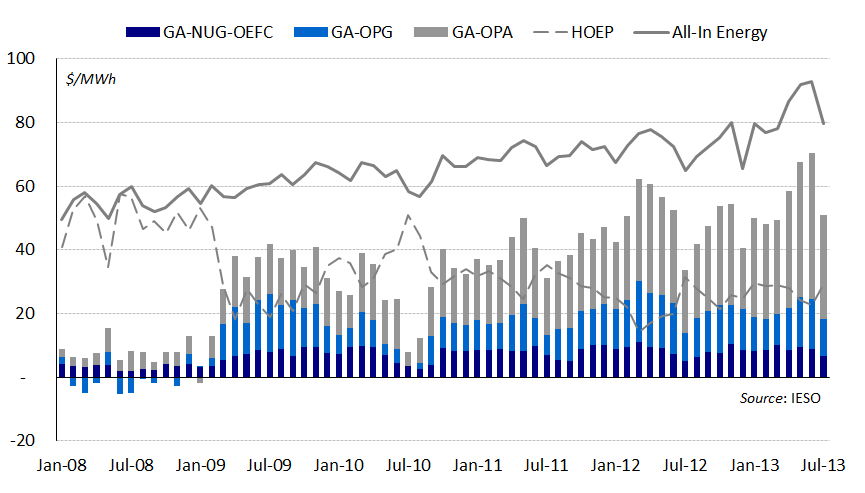 GA-NUG-OEFC GA-OPG GA-OPA HOEP All-In Energy
100
$/MWh
80
60
40
20
-
Source: IESO
-20
Jan-08 Jul-08 Jan-09 Jul-09 Jan-10 Jul-10 Jan-11 Jul-11 Jan-12 Jul-12 Jan-13 Jul-13